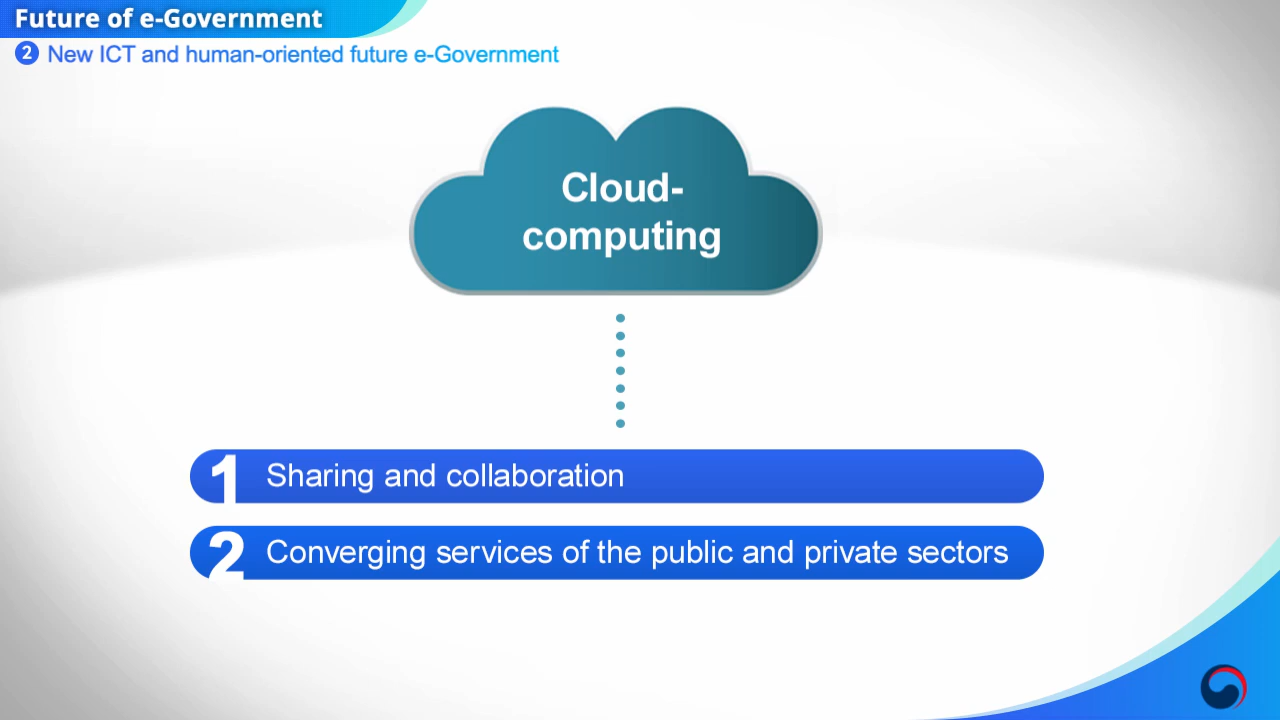 Future of e-Government
2 New ICT and human-oriented future e-Government
Cloud-
computing
1 Sharing and collaboration
2 Converging services of the public and private sectors